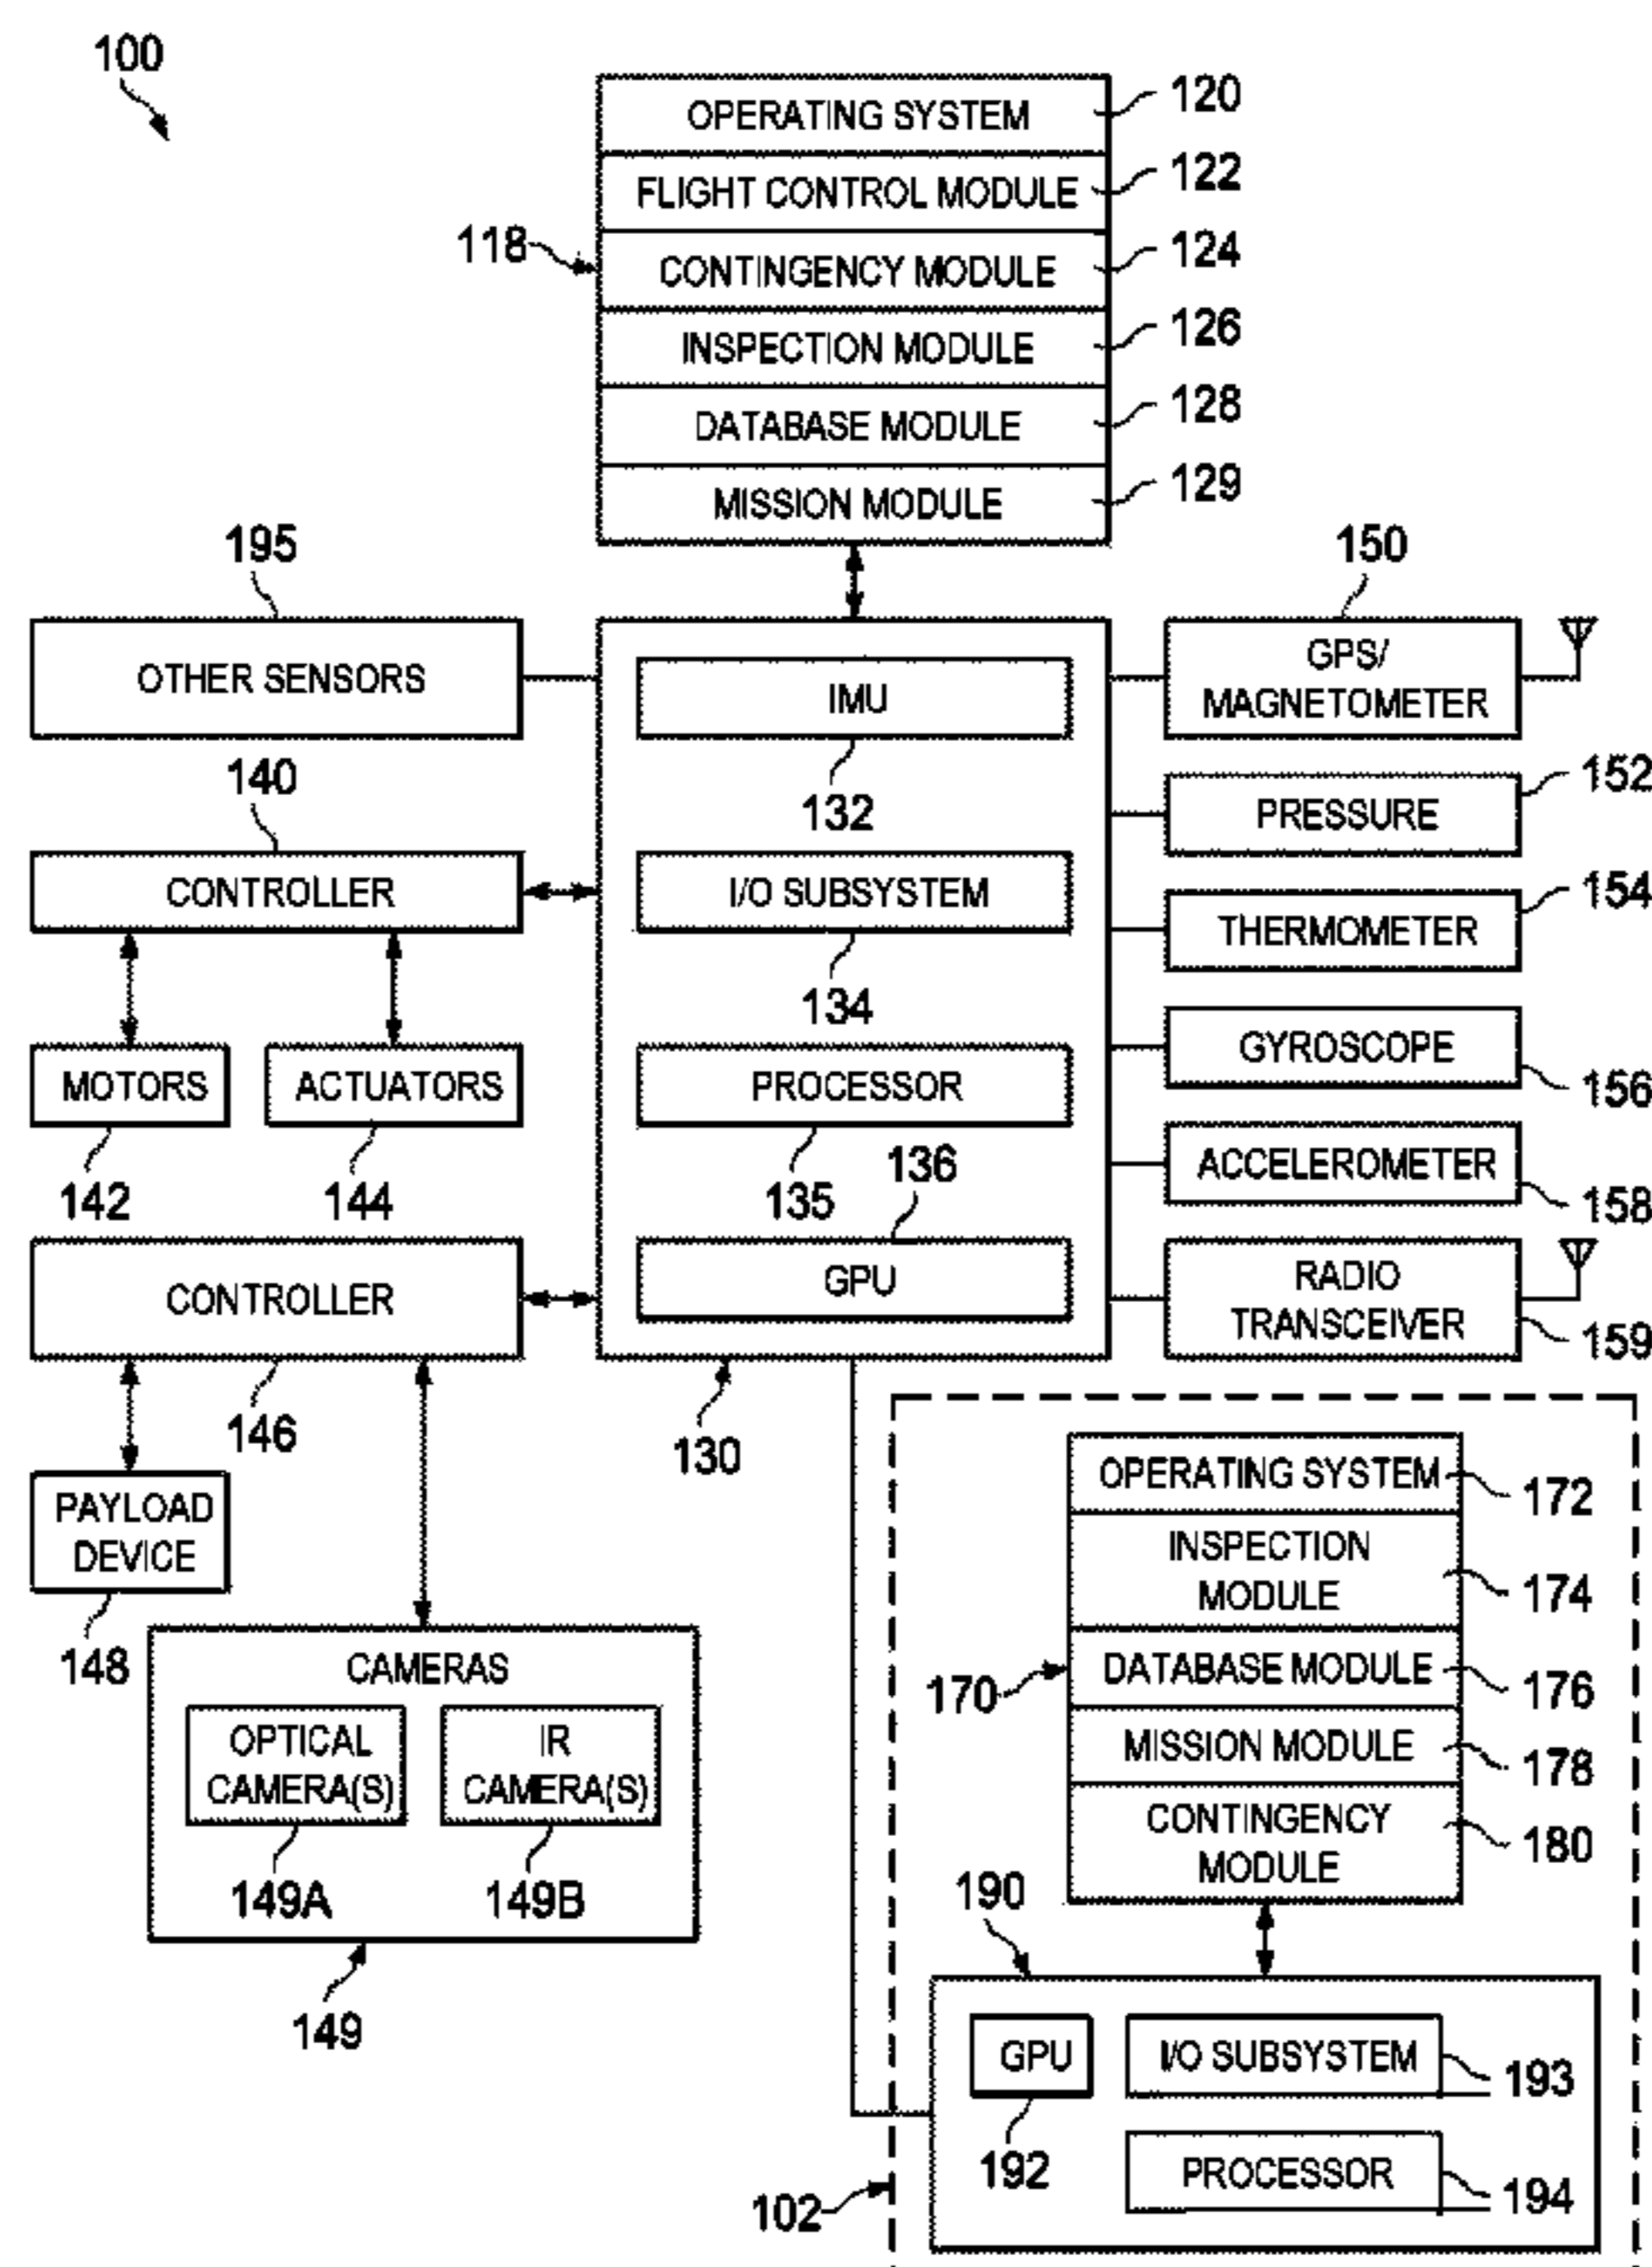 100
OPERATING SYSTEM
120
FLIGHT CONTROL MODULE
122
118
CONTINGENCY MODULE
124
INSPECTION MODULE
126
DATABASE MODULE
128
MISSION MODULE
129
195
150
OTHER SENSORS
IMU
132
GPS/
MAGNETOMETER
140
CONTROLLER
I/O SUBSYSTEM
134
PRESSURE
152
THERMOMETER
154
MOTORS
142
ACTUATORS
144
PROCESSOR
135
GYROSCOPE
156
ACCELEROMETER
158
136
GPU
CONTROLLER
146
130
RADIO
TRANSCEIVER
159
PAYLOAD
DEVICE
148
CAMERAS
OPTICAL
CAMERA(S)
149A
IR
CAMERA(S)
149B
149
OPERATING SYSTEM
172
INSPECTION
MODULE
174
170
DATABASE MODULE
176
MISSION MODULE
178
CONTINGENCY
MODULE
180
190
GPU
192
I/O SUBSYSTEM
193
PROCESSOR
194
102